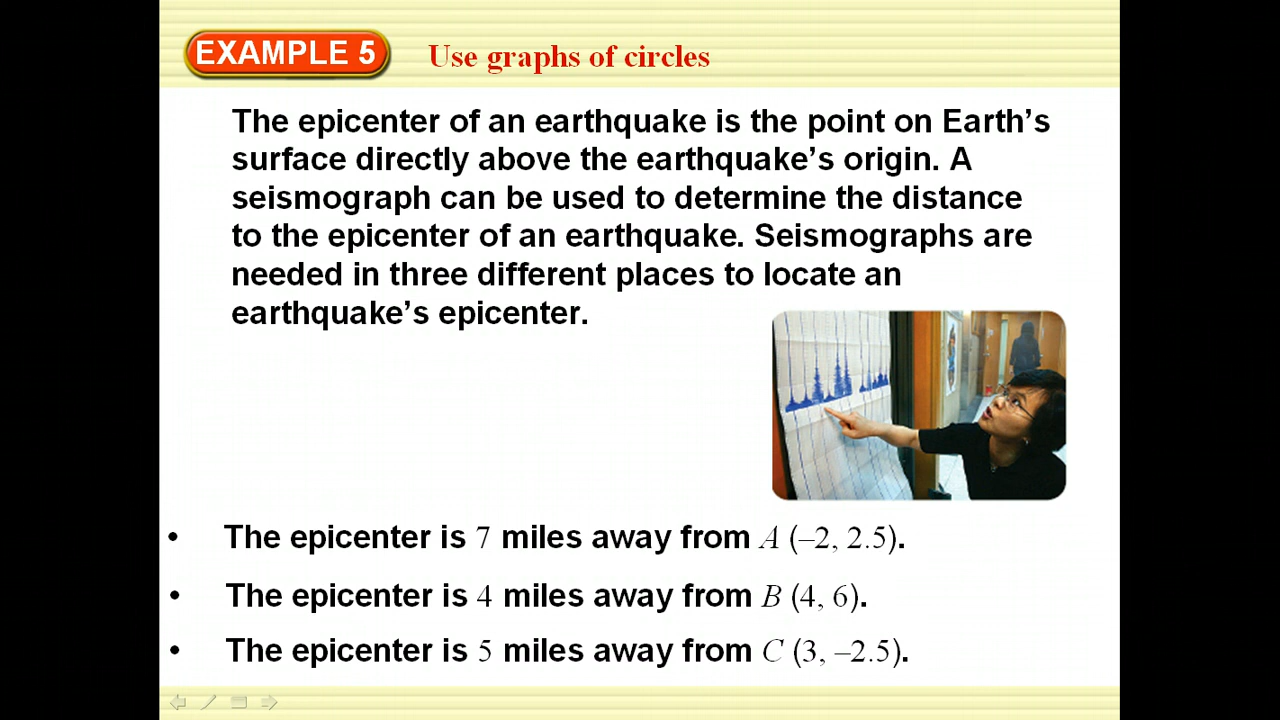 EXAMPLE 5
Use graphs of circles
The epicenter of an earthquake is the point on Earth’s
surface directly above the earthquake’s origin. A
seismograph can be used to determine the distance
to the epicenter of an earthquake. Seismographs are
needed in three different places to locate an
earthquake’s epicenter.
• The epicenter is 7 miles away from A (–2, 2.5).
• The epicenter is 4 miles away from B (4, 6).
• The epicenter is 5 miles away from C (3, –2.5).